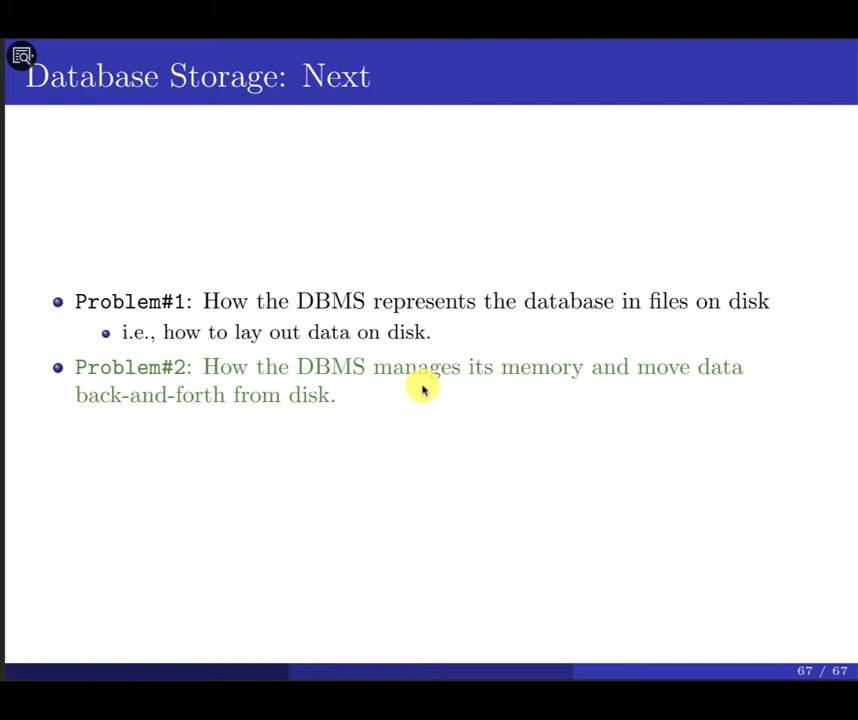 Database Storage: Next
Problem#1: How the DBMS represents the database in files on disk
i.e., how to lay out data on disk.
Problem#2: How the DBMS manages its memory and move data
back-and-forth from disk.
67 / 67